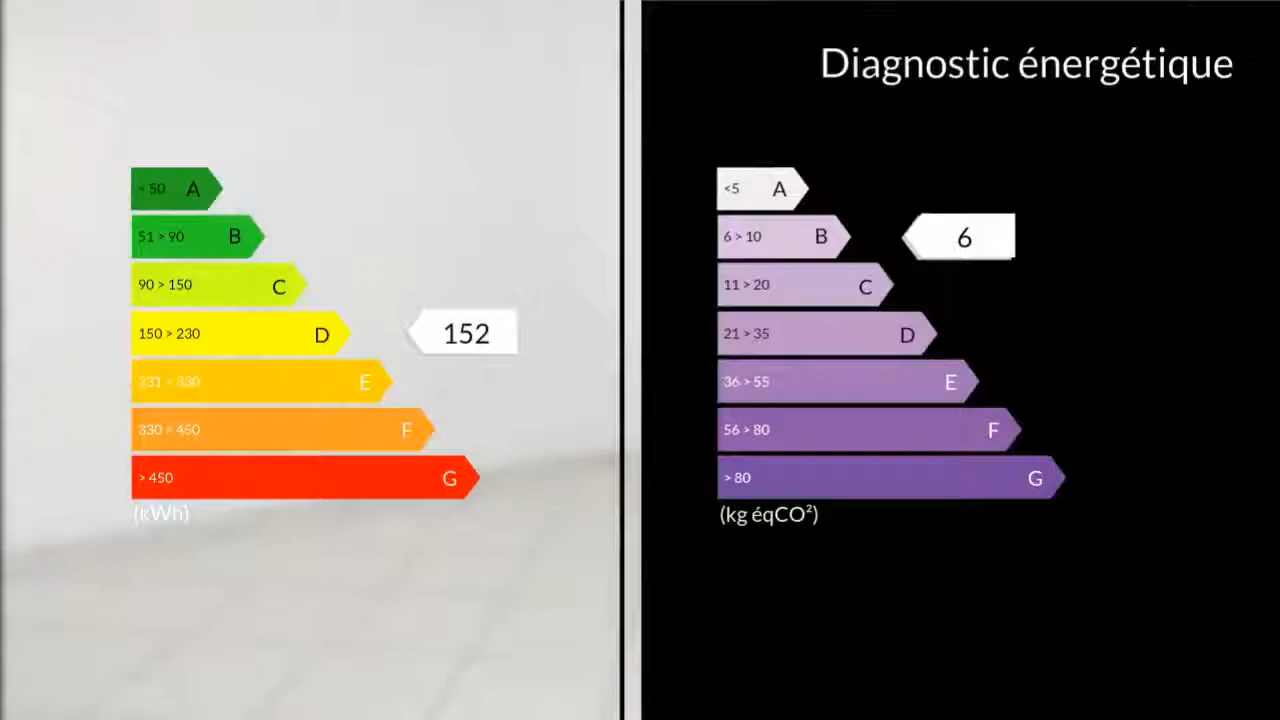 Diagnostic énergétique
< 50 A
51 > 90 B
90 > 150 C
150 > 230 D
152
231 > 330 E
330 > 450 F
> 450 G
(kWh)
<5 A
6 > 10 B
6
11 > 20 C
21 > 35 D
36 > 55 E
56 > 80 F
> 80 G
(kg éqCO²)